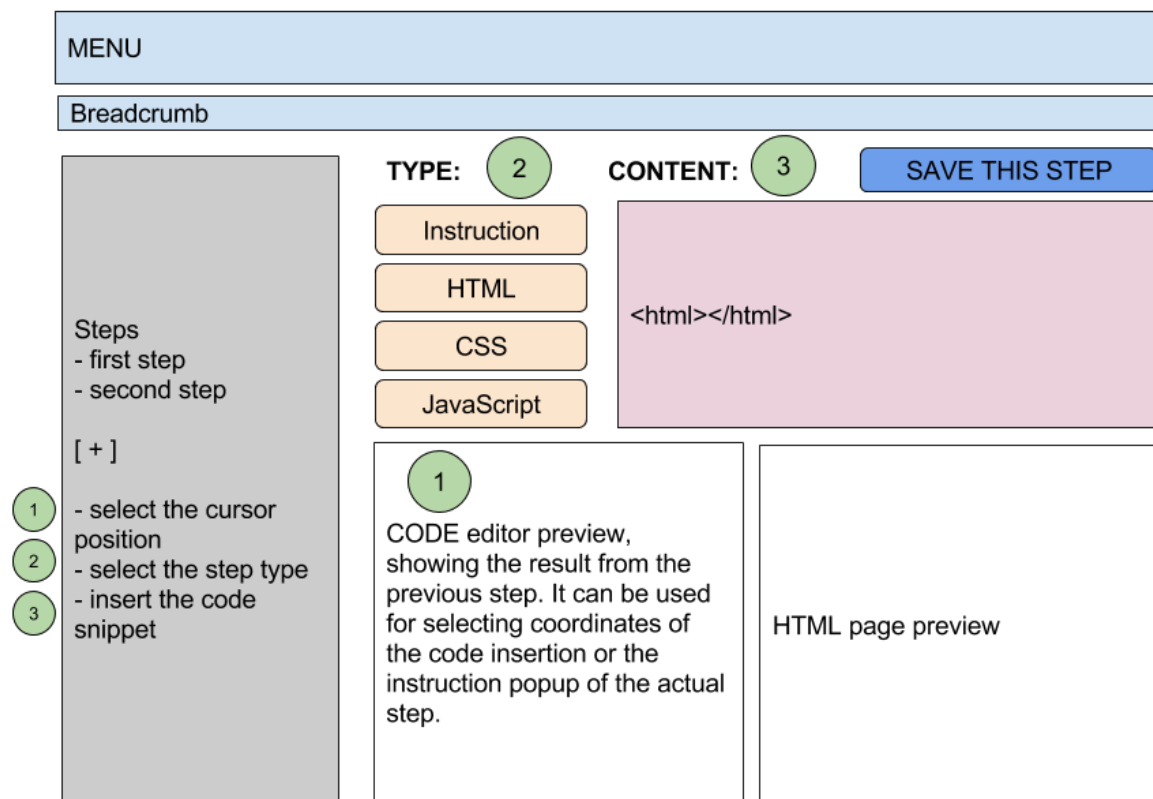 MENU
Breadcrumb
TYPE: 2 CONTENT: 3 SAVE THIS STEP
Instruction
HTML
CSS
JavaScript
<html></html>
Steps
- first step
- second step
[ + ]
1 - select the cursor
position
2 - select the step type
3 - insert the code
snippet
1
CODE editor preview,
showing the result from the
previous step. It can be used
for selecting coordinates of
the code insertion or the
instruction popup of the actual
step.
HTML page preview